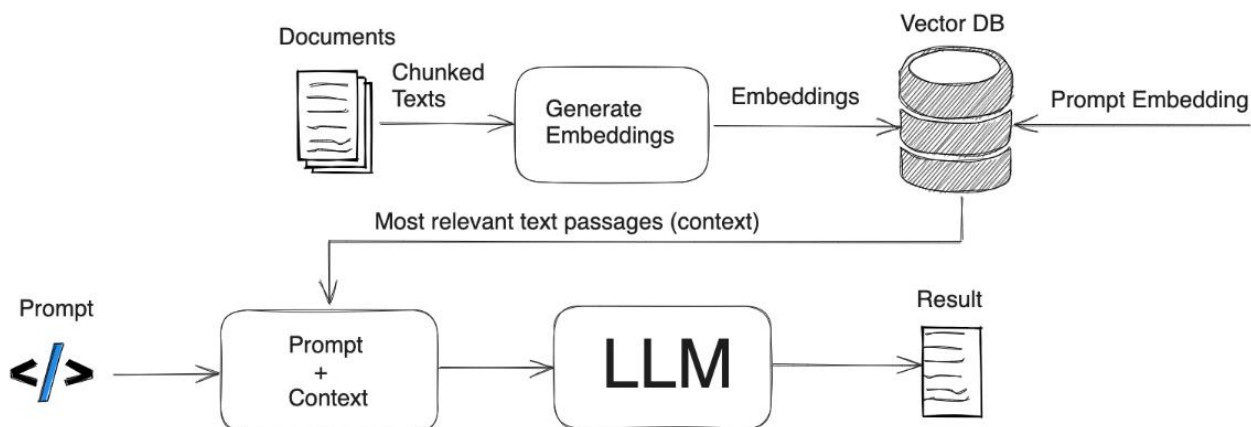 Documents
Vector DB
Chunked
Texts
Generate
Embeddings
Embeddings
Prompt Embedding
Most relevant text passages (context)
Prompt
</>
Prompt
+
Context
LLM
Result